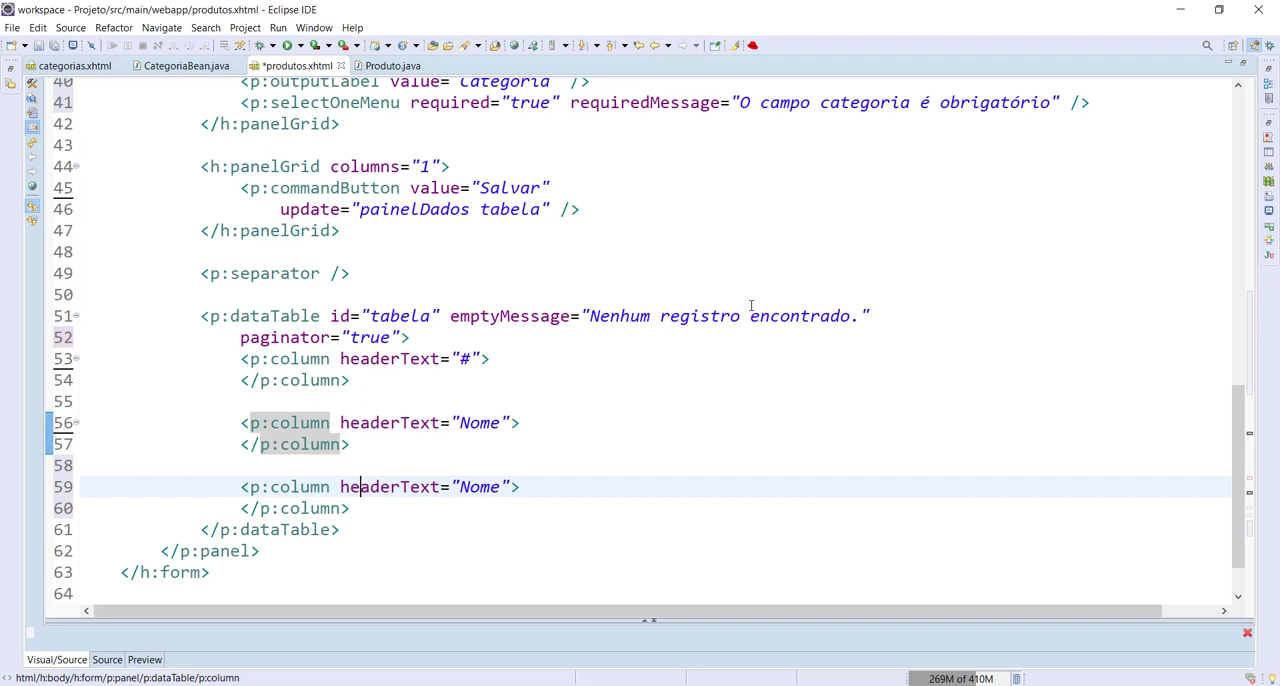 workspace - Projeto/src/main/webapp/produtos.xhtml - Eclipse IDE
File Edit Source Refactor Navigate Search Project Run Window Help
categorias.xhtml CategoriaBean.java *produtos.xhtml Produto.java
40 <p:outputLabel value="Categoria" />
41 <p:selectOneMenu required="true" requiredMessage="O campo categoria é obrigatório" />
42 </h:panelGrid>
43
44 <h:panelGrid columns="1">
45 <p:commandButton value="Salvar"
46 update="painelDados tabela" />
47 </h:panelGrid>
48
49 <p:separator />
50
51 <p:dataTable id="tabela" emptyMessage="Nenhum registro encontrado."
52 paginator="true">
53 <p:column headerText="#">
54 </p:column>
55
56 <p:column headerText="Nome">
57 </p:column>
58
59 <p:column headerText="Nome">
60 </p:column>
61 </p:dataTable>
62 </p:panel>
63 </h:form>
64
Visual/Source Source Preview
html/h:body/h:form/p:panel/p:dataTable/p:column 269M of 410M